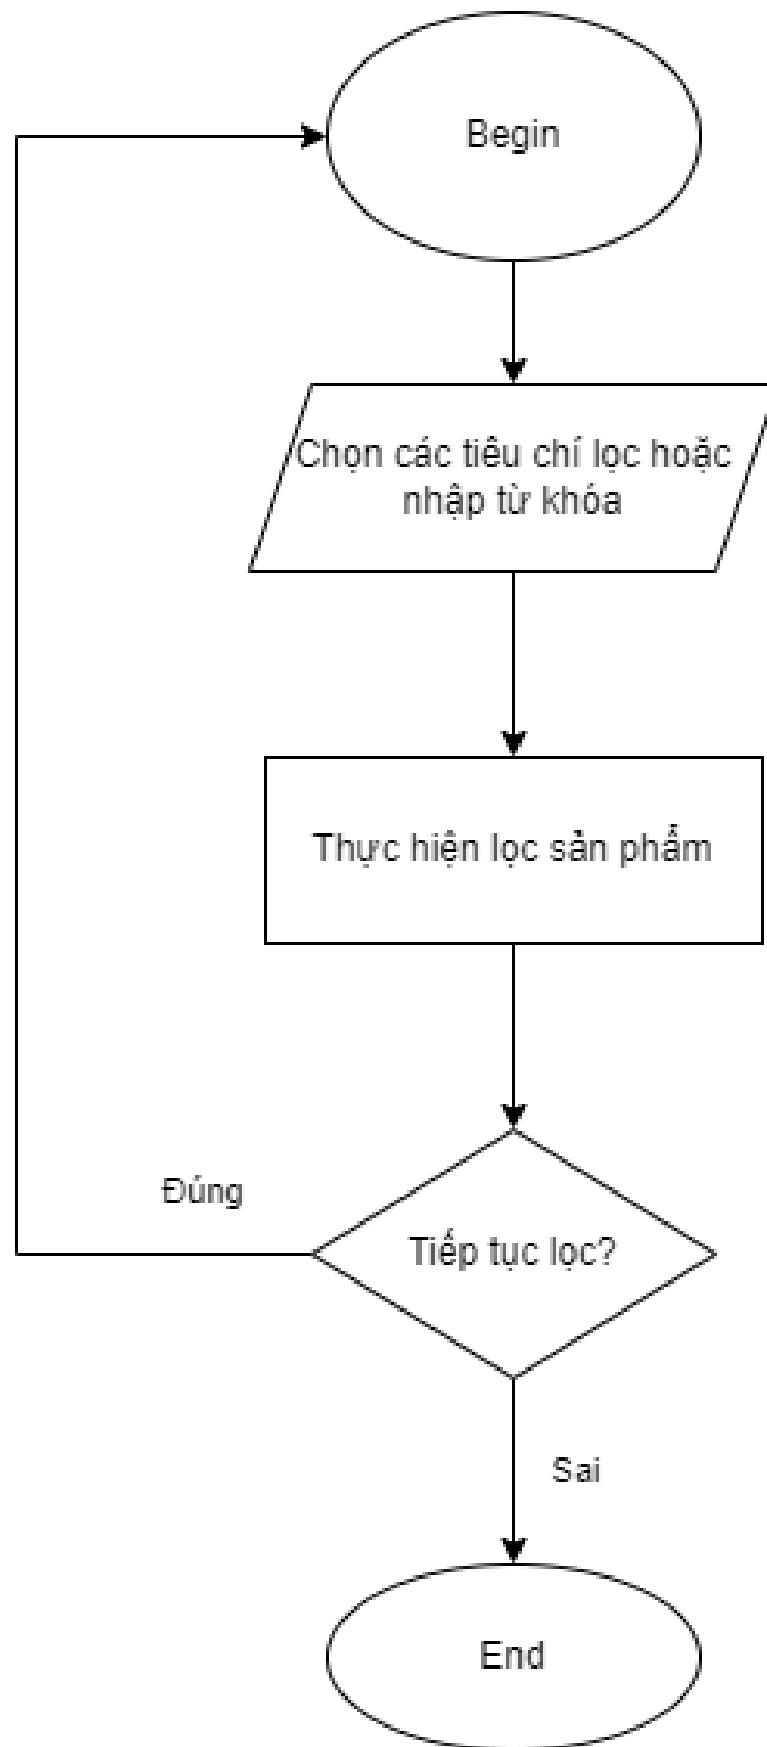 Begin
Chọn các tiêu chí lọc hoặc
nhập từ khóa
Thực hiện lọc sản phẩm
Đúng
Tiếp tục lọc?
Sai
End